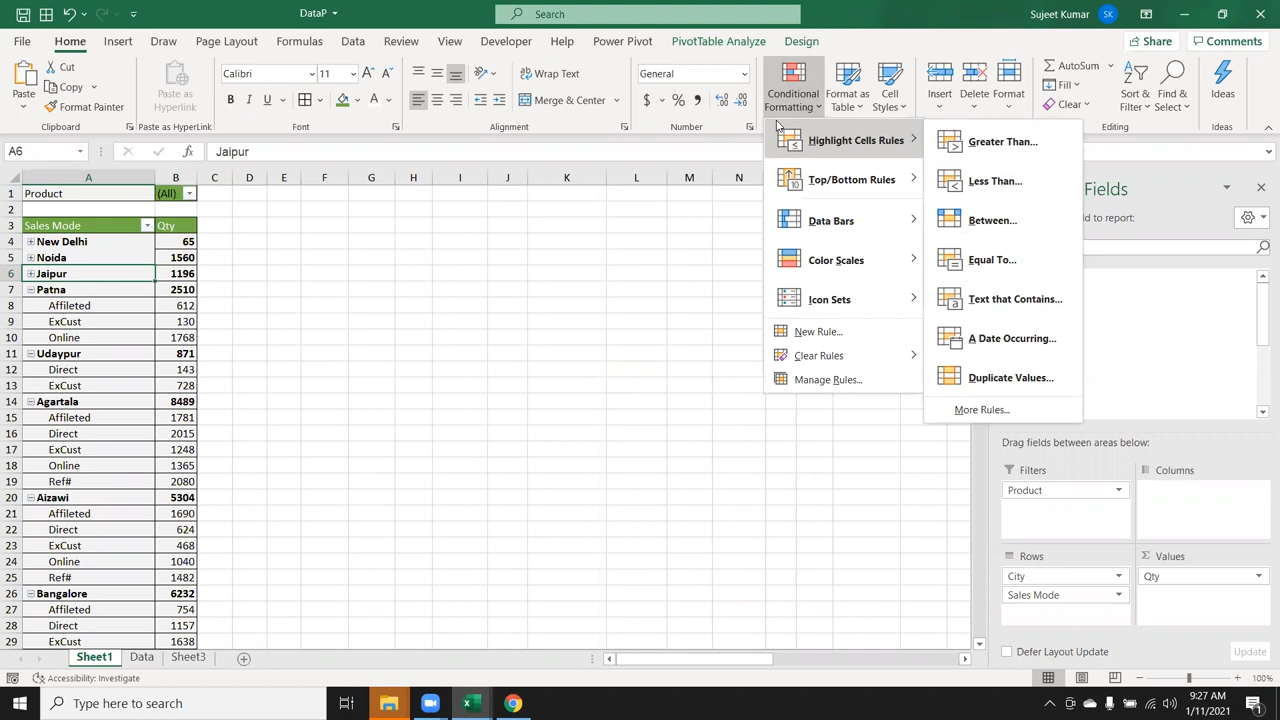 DataP
Search
Sujeet Kumar
SK
File Home Insert Draw Page Layout Formulas Data Review View Developer Help Power Pivot PivotTable Analyze Design Share Comments
Paste
Cut
Copy
Format Painter
Clipboard
Paste as Hyperlink
Paste as Hyperlink
Calibri 11
B I U
Font
Wrap Text
Merge & Center
Alignment
General
$ % ,
Number
Conditional Formatting
Format as Table
Cell Styles
Insert
Delete
Format
AutoSum
Fill
Clear
Sort & Filter
Find & Select
Editing
Ideas
Ideas
A6
fx
Jaipur
Highlight Cells Rules
Top/Bottom Rules
Data Bars
Color Scales
Icon Sets
New Rule...
Clear Rules
Manage Rules...
Greater Than...
Less Than...
Between...
Equal To...
Text that Contains...
A Date Occurring...
Duplicate Values...
More Rules...
A B C D E F G H I J K L M N
1 Product (All)
2
3 Sales Mode Qty
4 New Delhi 65
5 Noida 1560
6 Jaipur 1196
7 Patna 2510
8 Affileted 612
9 ExCust 130
10 Online 1768
11 Udaypur 871
12 Direct 143
13 ExCust 728
14 Agartala 8489
15 Affileted 1781
16 Direct 2015
17 ExCust 1248
18 Online 1365
19 Ref# 2080
20 Aizawi 5304
21 Affileted 1690
22 Direct 624
23 ExCust 468
24 Online 1040
25 Ref# 1482
26 Bangalore 6232
27 Affileted 754
28 Direct 1157
29 ExCust 1638
Fields
ld to report:
Drag fields between areas below:
Filters
Columns
Product
Rows
Values
City
Qty
Sales Mode
Defer Layout Update
Update
Sheet1 Data Sheet3
Accessibility: Investigate
100%
Type here to search
9:27 AM
1/11/2021